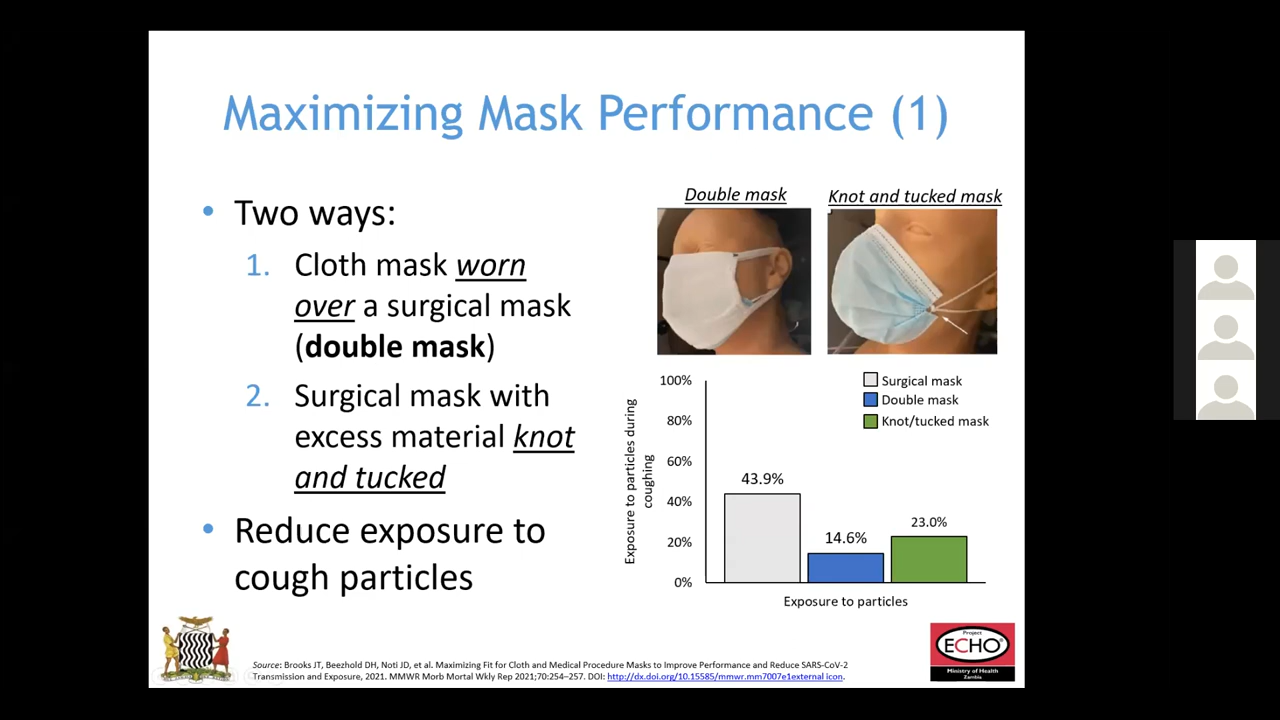 Maximizing Mask Performance (1)
• Two ways:
1. Cloth mask worn
over a surgical mask
(double mask)
2. Surgical mask with
excess material knot
and tucked
• Reduce exposure to
cough particles
Double mask
Knot and tucked mask
Surgical mask
Double mask
Knot/tucked mask
Exposure to particles during
coughing
100%
80%
60%
40%
20%
0%
43.9%
14.6%
23.0%
Exposure to particles
Source: Brooks JT, Beezhold DH, Noti JD, et al. Maximizing Fit for Cloth and Medical Procedure Masks to Improve Performance and Reduce SARS-CoV-2
Transmission and Exposure, 2021. MMWR Morb Mortal Wkly Rep 2021;70:254–257. DOI: http://dx.doi.org/10.15585/mmwr.mm7007e1external icon.
Project
ECHO
Ministry of Health
Zambia